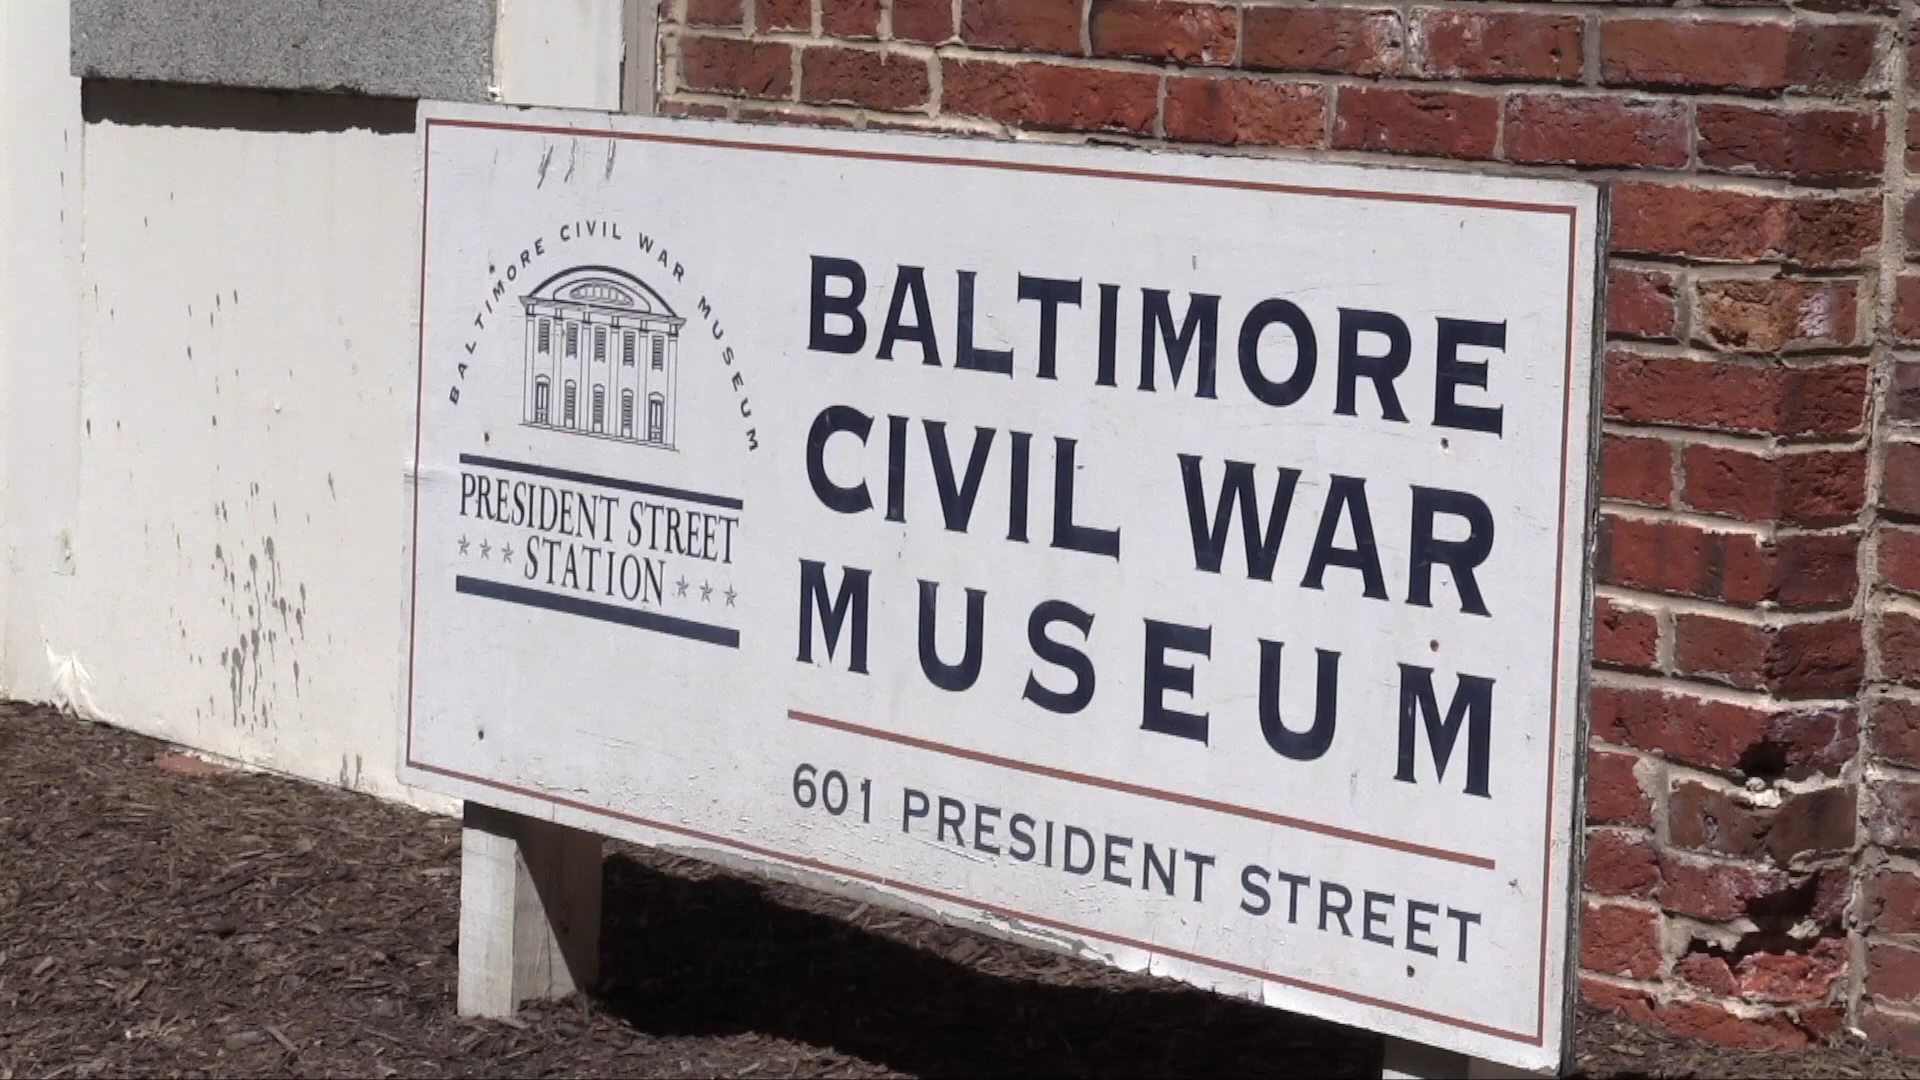 BALTIMORE CIVIL WAR MUSEUM
PRESIDENT STREET
STATION
BALTIMORE
CIVIL WAR
MUSEUM
601 PRESIDENT STREET